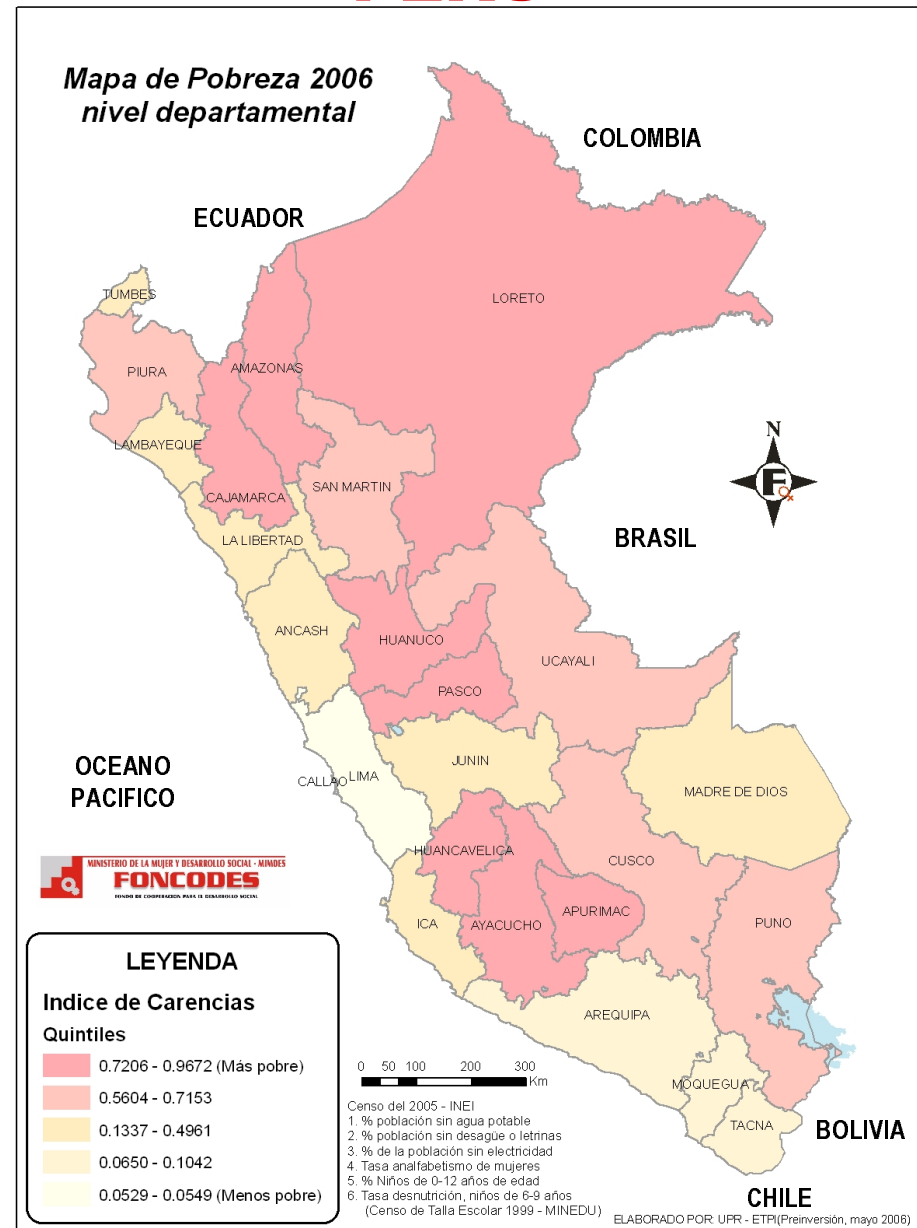 Mapa de Pobreza 2006
nivel departamental
COLOMBIA
ECUADOR
TUMBES
LORETO
PIURA
AMAZONAS
LAMBAYEQUE
CAJAMARCA
SAN MARTIN
LA LIBERTAD
N
F
BRASIL
ANCASH
HUANUCO
UCAYALI
PASCO
OCEANO
PACIFICO
CALLAO
LIMA
JUNIN
MADRE DE DIOS
HUANCAVELICA
CUSCO
ICA
AYACUCHO
APURIMAC
PUNO
AREQUIPA
MOQUEGUA
TACNA
BOLIVIA
CHILE
MINISTERIO DE LA MUJER Y DESARROLLO SOCIAL - MIMDES
FONCODES
FONDO DE COOPERACION PARA EL DESARROLLO SOCIAL
LEYENDA
Indice de Carencias
Quintiles
0.7206 - 0.9672 (Más pobre)
0.5604 - 0.7153
0.1337 - 0.4961
0.0650 - 0.1042
0.0529 - 0.0549 (Menos pobre)
0 50 100 200 300
Km
Censo del 2005 - INEI
1. % población sin agua potable
2. % población sin desagüe o letrinas
3. % de la población sin electricidad
4. Tasa analfabetismo de mujeres
5. % Niños de 0-12 años de edad
6. Tasa desnutrición, niños de 6-9 años
(Censo de Talla Escolar 1999 - MINEDU)
ELABORADO POR: UPR - ETPI(Preinversión, mayo 2006)